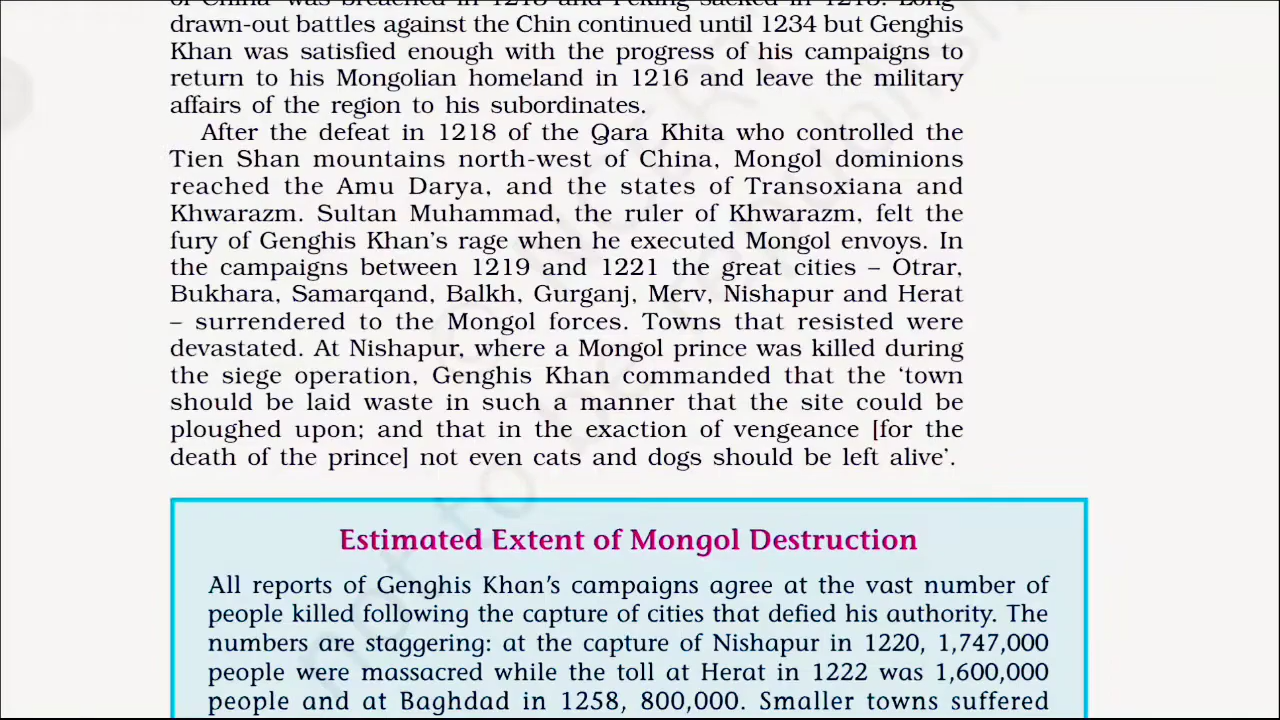 of China' was breached in 1213 and Peking sacked in 1215. Long
drawn-out battles against the Chin continued until 1234 but Genghis
Khan was satisfied enough with the progress of his campaigns to
return to his Mongolian homeland in 1216 and leave the military
affairs of the region to his subordinates.
After the defeat in 1218 of the Qara Khita who controlled the
Tien Shan mountains north-west of China, Mongol dominions
reached the Amu Darya, and the states of Transoxiana and
Khwarazm. Sultan Muhammad, the ruler of Khwarazm, felt the
fury of Genghis Khan's rage when he executed Mongol envoys. In
the campaigns between 1219 and 1221 the great cities – Otrar,
Bukhara, Samarqand, Balkh, Gurganj, Merv, Nishapur and Herat
– surrendered to the Mongol forces. Towns that resisted were
devastated. At Nishapur, where a Mongol prince was killed during
the siege operation, Genghis Khan commanded that the ‘town
should be laid waste in such a manner that the site could be
ploughed upon; and that in the exaction of vengeance [for the
death of the prince] not even cats and dogs should be left alive’.
Estimated Extent of Mongol Destruction
All reports of Genghis Khan's campaigns agree at the vast number of
people killed following the capture of cities that defied his authority. The
numbers are staggering: at the capture of Nishapur in 1220, 1,747,000
people were massacred while the toll at Herat in 1222 was 1,600,000
people and at Baghdad in 1258, 800,000. Smaller towns suffered